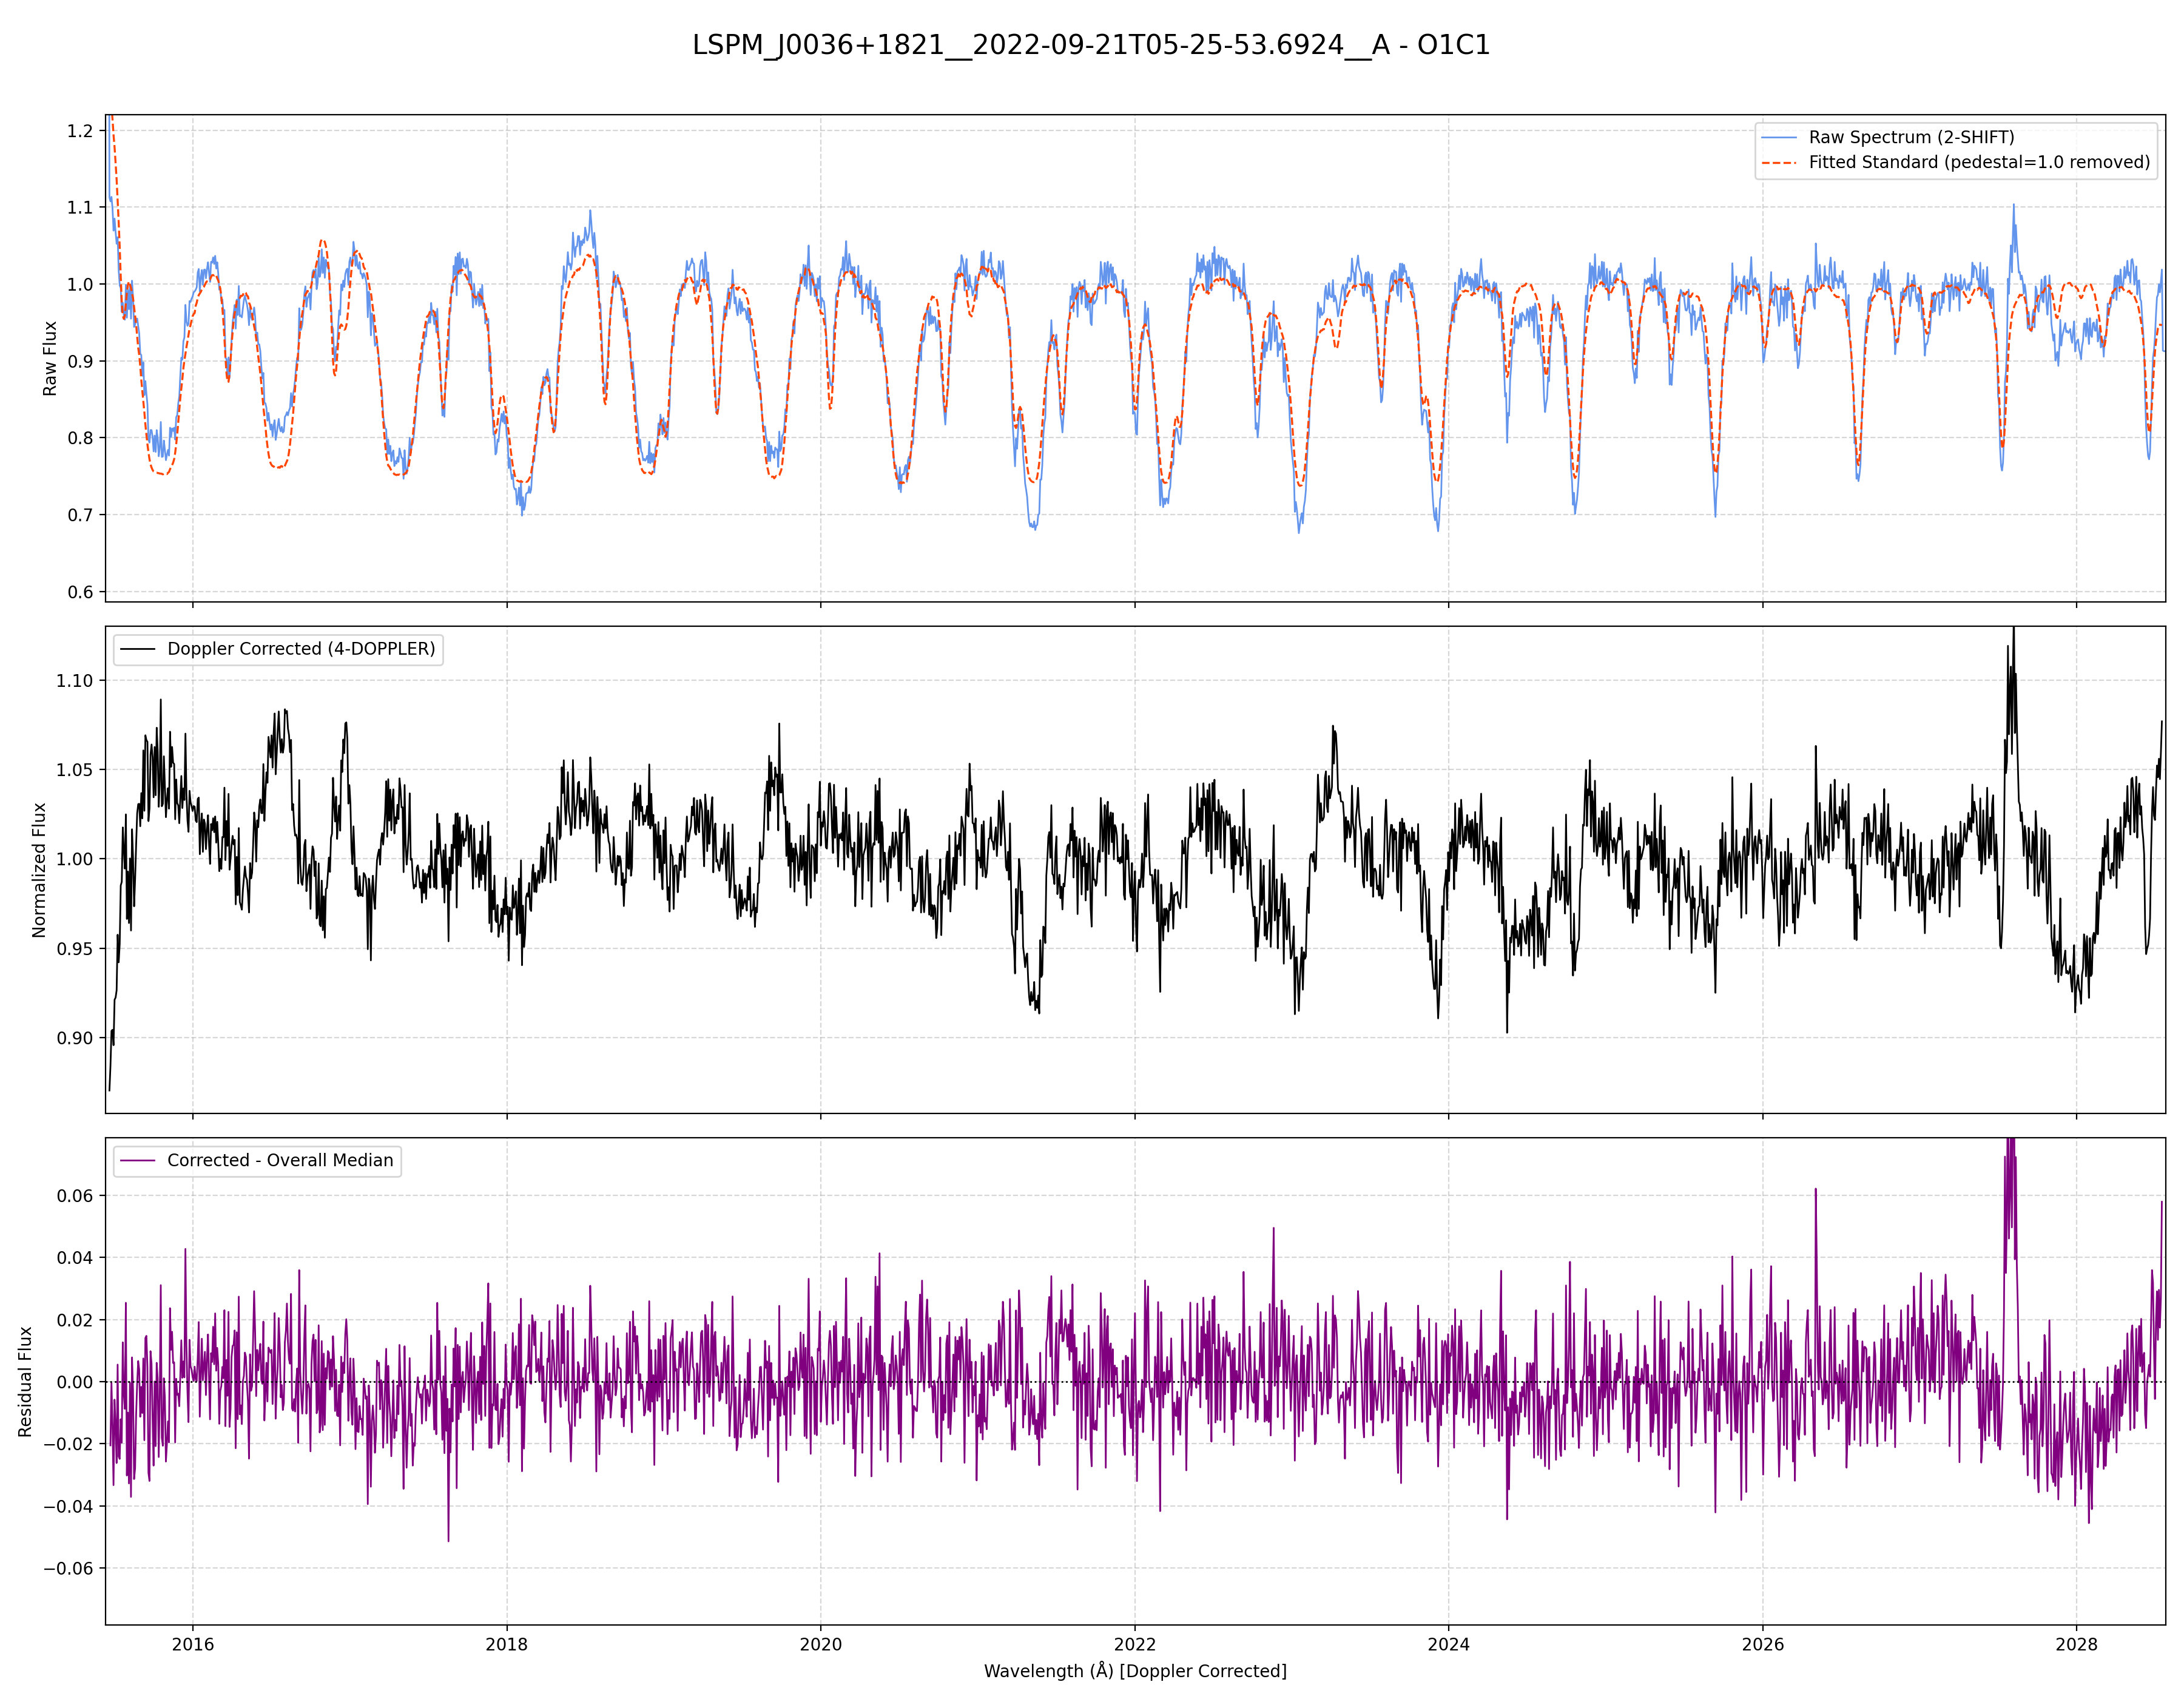 LSPM_J0036+1821__2022-09-21T05-25-53.6924__A - O1C1
Raw Spectrum (2-SHIFT)
Fitted Standard (pedestal=1.0 removed)
Raw Flux
1.2
1.1
1.0
0.9
0.8
0.7
0.6
Doppler Corrected (4-DOPPLER)
Normalized Flux
1.10
1.05
1.00
0.95
0.90
Corrected - Overall Median
Residual Flux
0.06
0.04
0.02
0.00
−0.02
−0.04
−0.06
2016 2018 2020 2022 2024 2026 2028
Wavelength (Å) [Doppler Corrected]